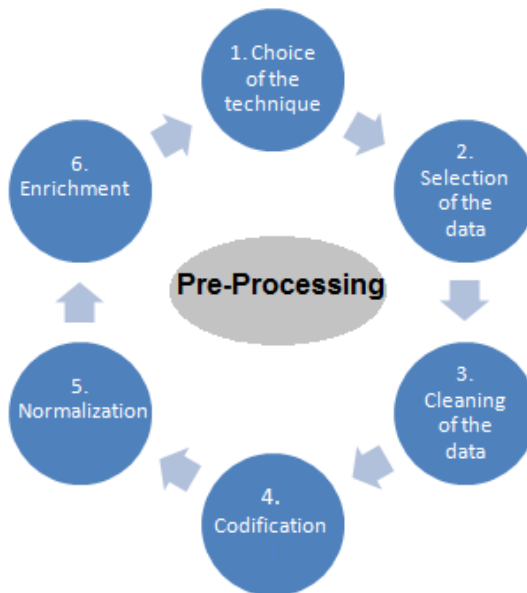 1. Choice
of the
technique
2.
Selection
of the
data
3.
Cleaning
of the
data
4.
Codification
5.
Normalization
6.
Enrichment
Pre-Processing